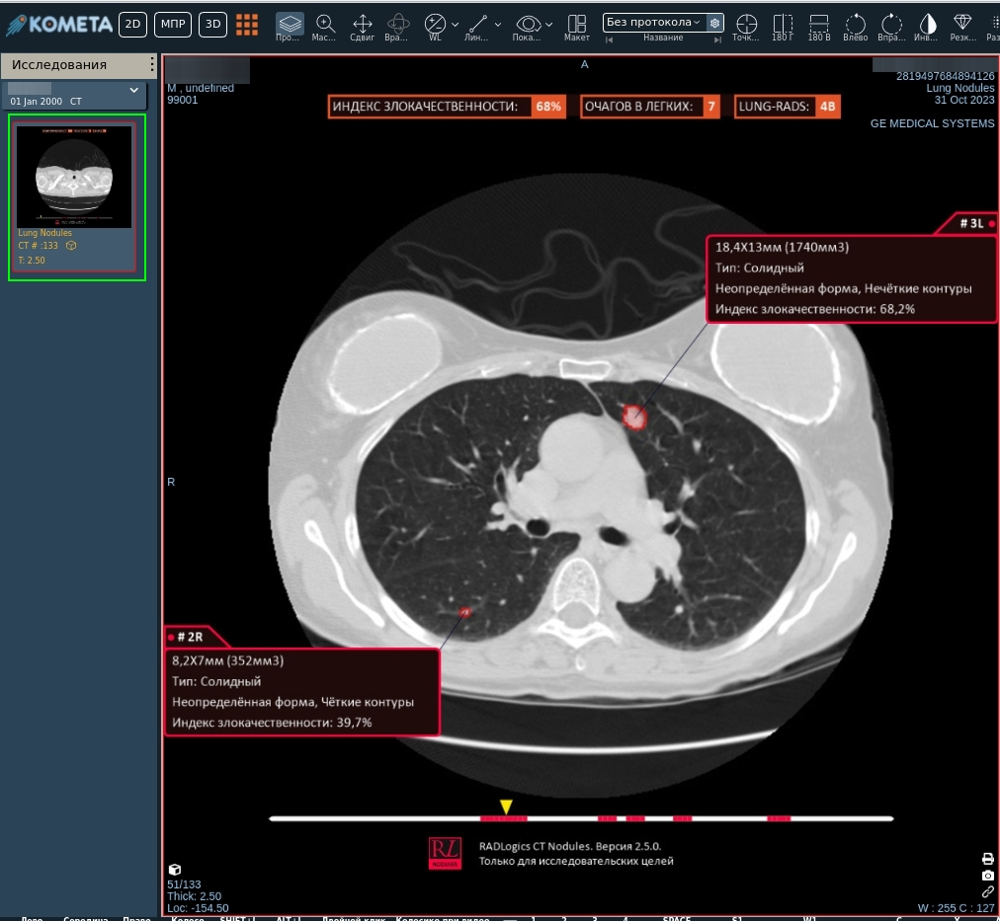 KOMETA
2D
МПР
3D
Про...
Мас...
Сдвиг
Вра...
WL
Лин...
Пока...
Макет
Без протокола
Название
Точк...
180 Г
180 В
Влево
Впра...
Инв...
Резк...
Раз
Исследования
01 Jan 2000 CT
Lung Nodules
CT # :133
T: 2.50
M , undefined
99001
A
2819497684894126
Lung Nodules
31 Oct 2023
GE MEDICAL SYSTEMS
ИНДЕКС ЗЛОКАЧЕСТВЕННОСТИ: 68%
ОЧАГОВ В ЛЕГКИХ: 7
LUNG-RADS: 4B
# 3L
18,4X13мм (1740мм3)
Тип: Солидный
Неопределённая форма, Нечёткие контуры
Индекс злокачественности: 68,2%
R
# 2R
8,2X7мм (352мм3)
Тип: Солидный
Неопределённая форма, Чёткие контуры
Индекс злокачественности: 39,7%
RL
NODULES
RADLogics CT Nodules. Версия 2.5.0.
Только для исследовательских целей
51/133
Thick: 2.50
Loc: -154.50
W : 255 C : 127